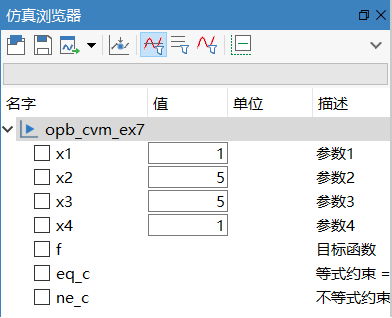 仿真浏览器
名字 值 单位 描述
opb_cvm_ex7
x1 1 参数1
x2 5 参数2
x3 5 参数3
x4 1 参数4
f 目标函数
eq_c 等式约束 =
ne_c 不等式约束